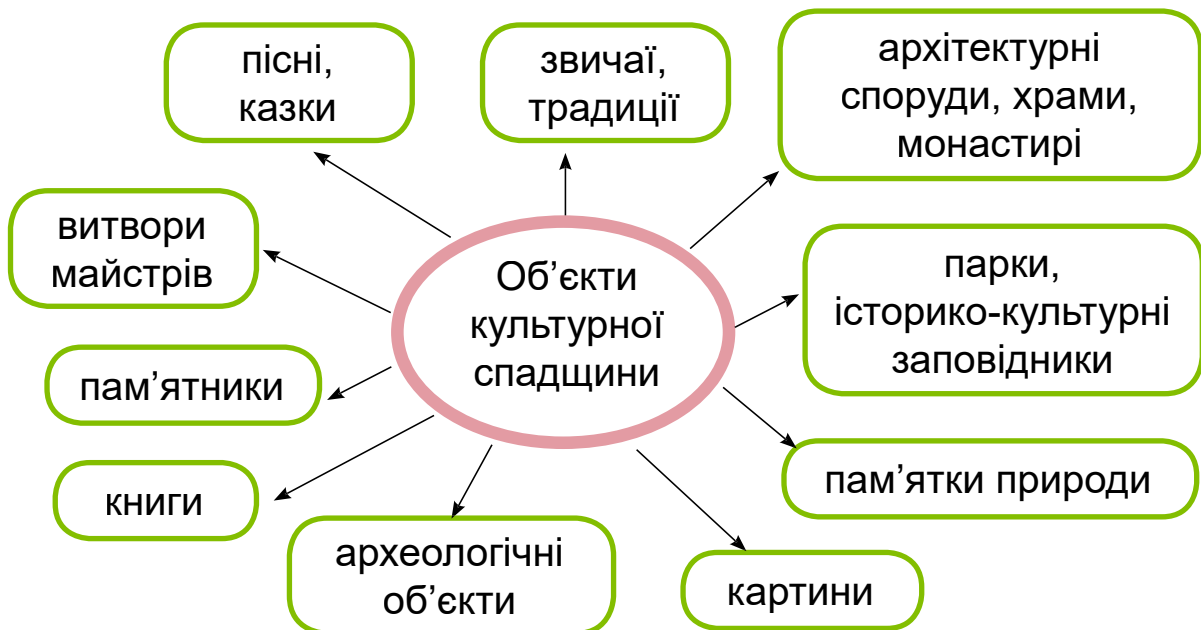 пісні,
казки
звичаї,
традиції
архітектурні
споруди, храми,
монастирі
витвори
майстрів
Об’єкти
культурної
спадщини
парки,
історико-культурні
заповідники
пам’ятники
пам’ятки природи
книги
археологічні
об’єкти
картини